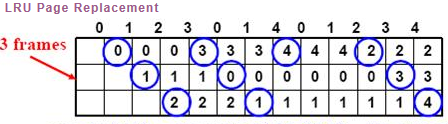 LRU Page Replacement
0 1 2 3 0 1 4 0 1 2 3 4
3 frames
0 0 0 3 3 3 4 4 4 2 2 2
1 1 1 0 0 0 0 0 0 3 3
2 2 2 1 1 1 1 1 1 4